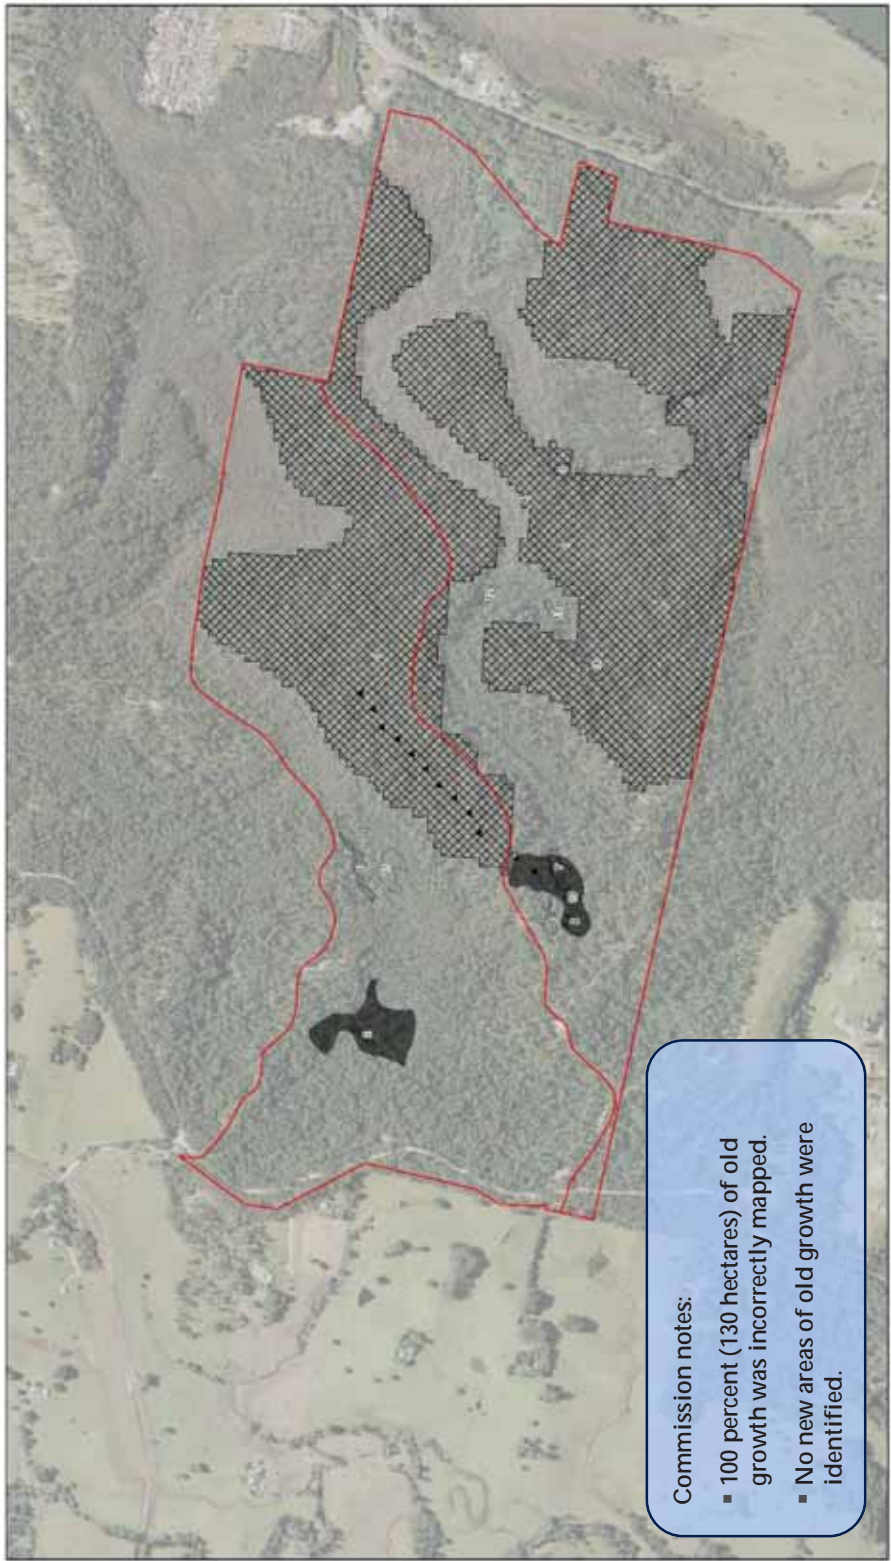 Commission notes:
▪ 100 percent (130 hectares) of old
growth was incorrectly mapped.
▪ No new areas of old growth were
identified.